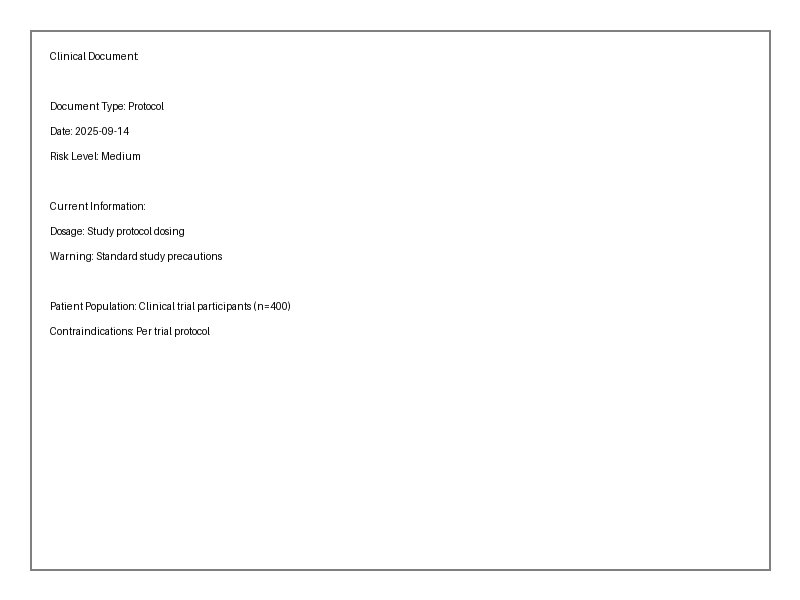 Clinical Document
Document Type: Protocol
Date: 2025-09-14
Risk Level: Medium
Current Information:
Dosage: Study protocol dosing
Warning: Standard study precautions
Patient Population: Clinical trial participants (n=400)
Contraindications: Per trial protocol